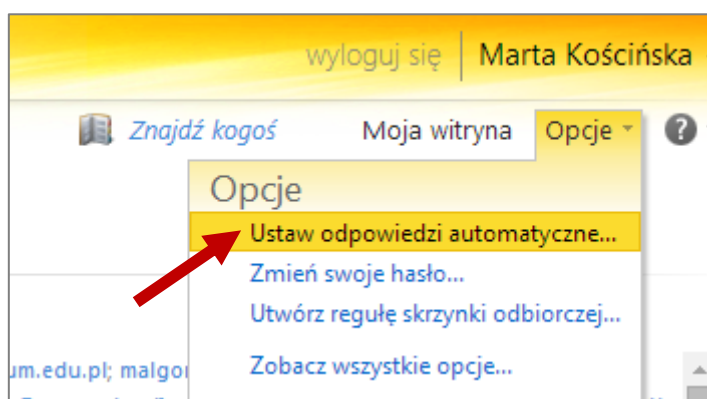 wyloguj się | Marta Kościńska
Znajdź kogoś Moja witryna Opcje ?
Opcje
Ustaw odpowiedzi automatyczne...
Zmień swoje hasło...
Utwórz regułę skrzynki odbiorczej...
um.edu.pl; malgo
Zobacz wszystkie opcje...